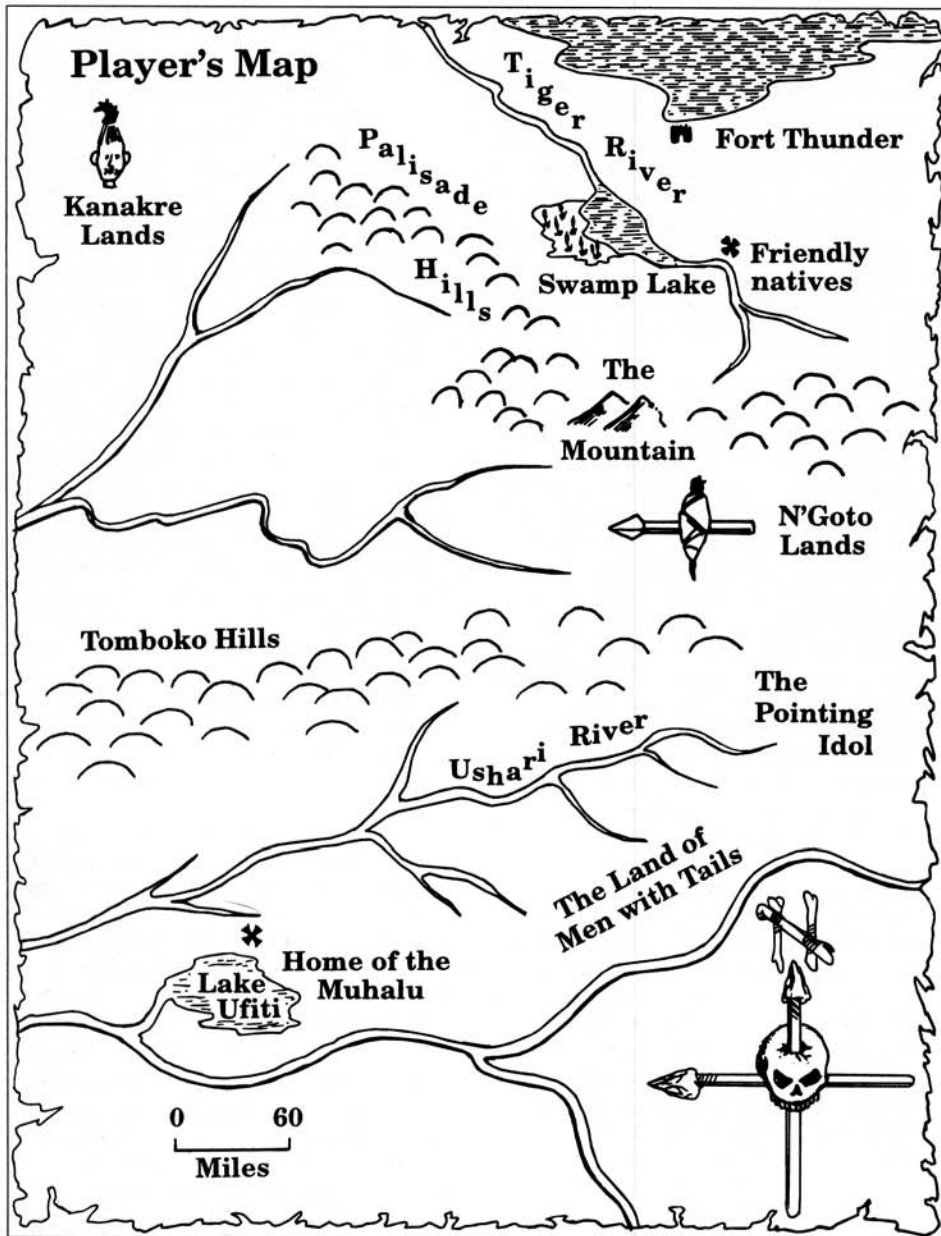 Player's Map
Tiger
River
Fort Thunder
Palisade
Hills
Kanakre
Lands
Friendly
natives
Swamp Lake
The
Mountain
N'Goto
Lands
Tomboko Hills
The
Pointing
Idol
Ushari River
The Land of
Men with Tails
Home of the
Muhalu
Lake
Ufiti
0 60
Miles
N